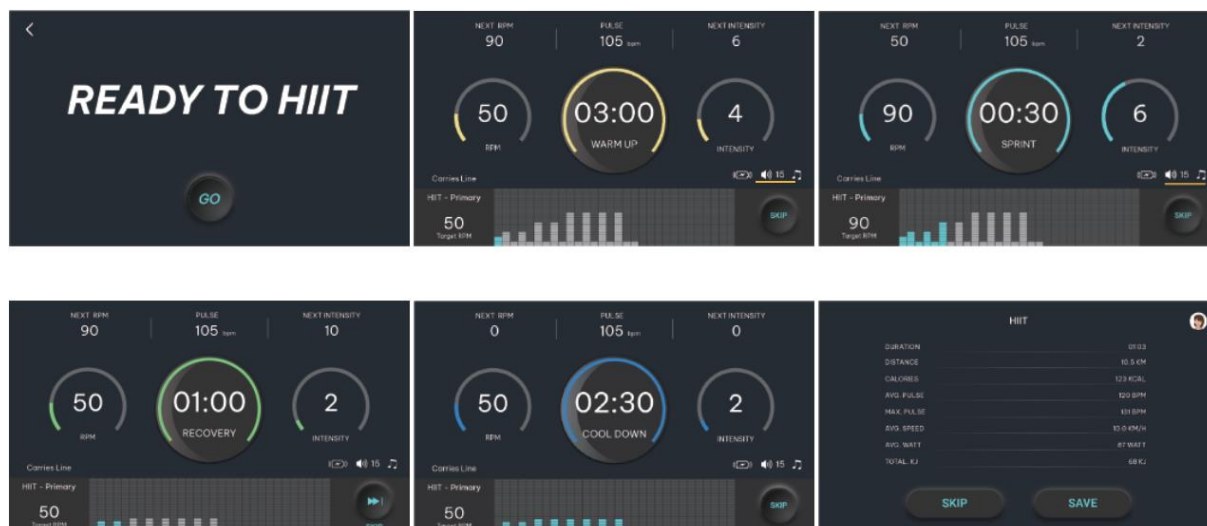 READY TO HIIT
GO
NEXT RPM PULSE NEXT INTENSITY
90 105 bpm 6
50 03:00 4
RPM WARM UP INTENSITY
Carries Line 15
HIIT - Primary
50 SKIP
Target RPM
NEXT RPM PULSE NEXT INTENSITY
50 105 bpm 2
90 00:30 6
RPM SPRINT INTENSITY
Carries Line 15
HIIT - Primary
90 SKIP
Target RPM
NEXT RPM PULSE NEXT INTENSITY
90 105 bpm 10
50 01:00 2
RPM RECOVERY INTENSITY
Carries Line 15
HIIT - Primary
50
Target RPM
NEXT RPM PULSE NEXT INTENSITY
0 105 bpm 0
50 02:30 2
RPM COOL DOWN INTENSITY
Carries Line 15
HIIT - Primary
50 SKIP
Target RPM
HIIT
DURATION 01:03
DISTANCE 10.5 KM
CALORIES 123 KCAL
AVG. PULSE 120 BPM
MAX. PULSE 131 BPM
AVG. SPEED 10.0 KM/H
AVG. WATT 87 WATT
TOTAL. KJ 68 KJ
SKIP SAVE